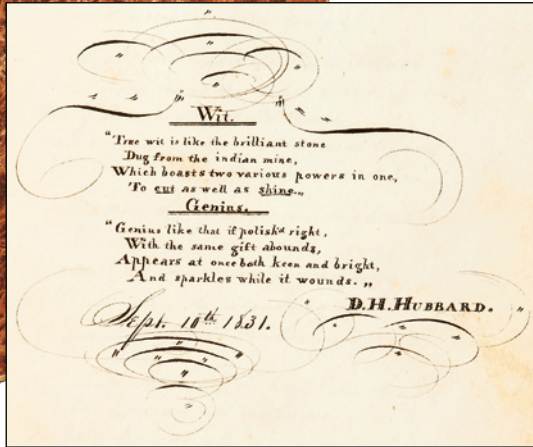 Wit.
"True wit is like the brilliant stone
Dug from the indian mine,
Which boasts two various powers in one,
To cut as well as shine.„
Genius.
"Genius like that if polish'd right,
With the same gift abounds,
Appears at once both keen and bright,
And sparkles while it wounds.„
D.H.HUBBARD.
Sept. 10th 1831.